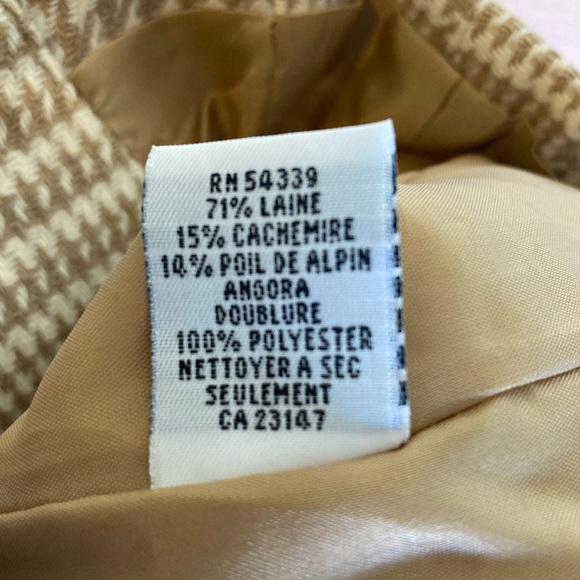 RN 54339
71% LAINE
15% CACHEMIRE
14% POIL DE ALPIN
ANGORA
DOUBLURE
100% POLYESTER
NETTOYER A SEC
SEULEMENT
CA 23147